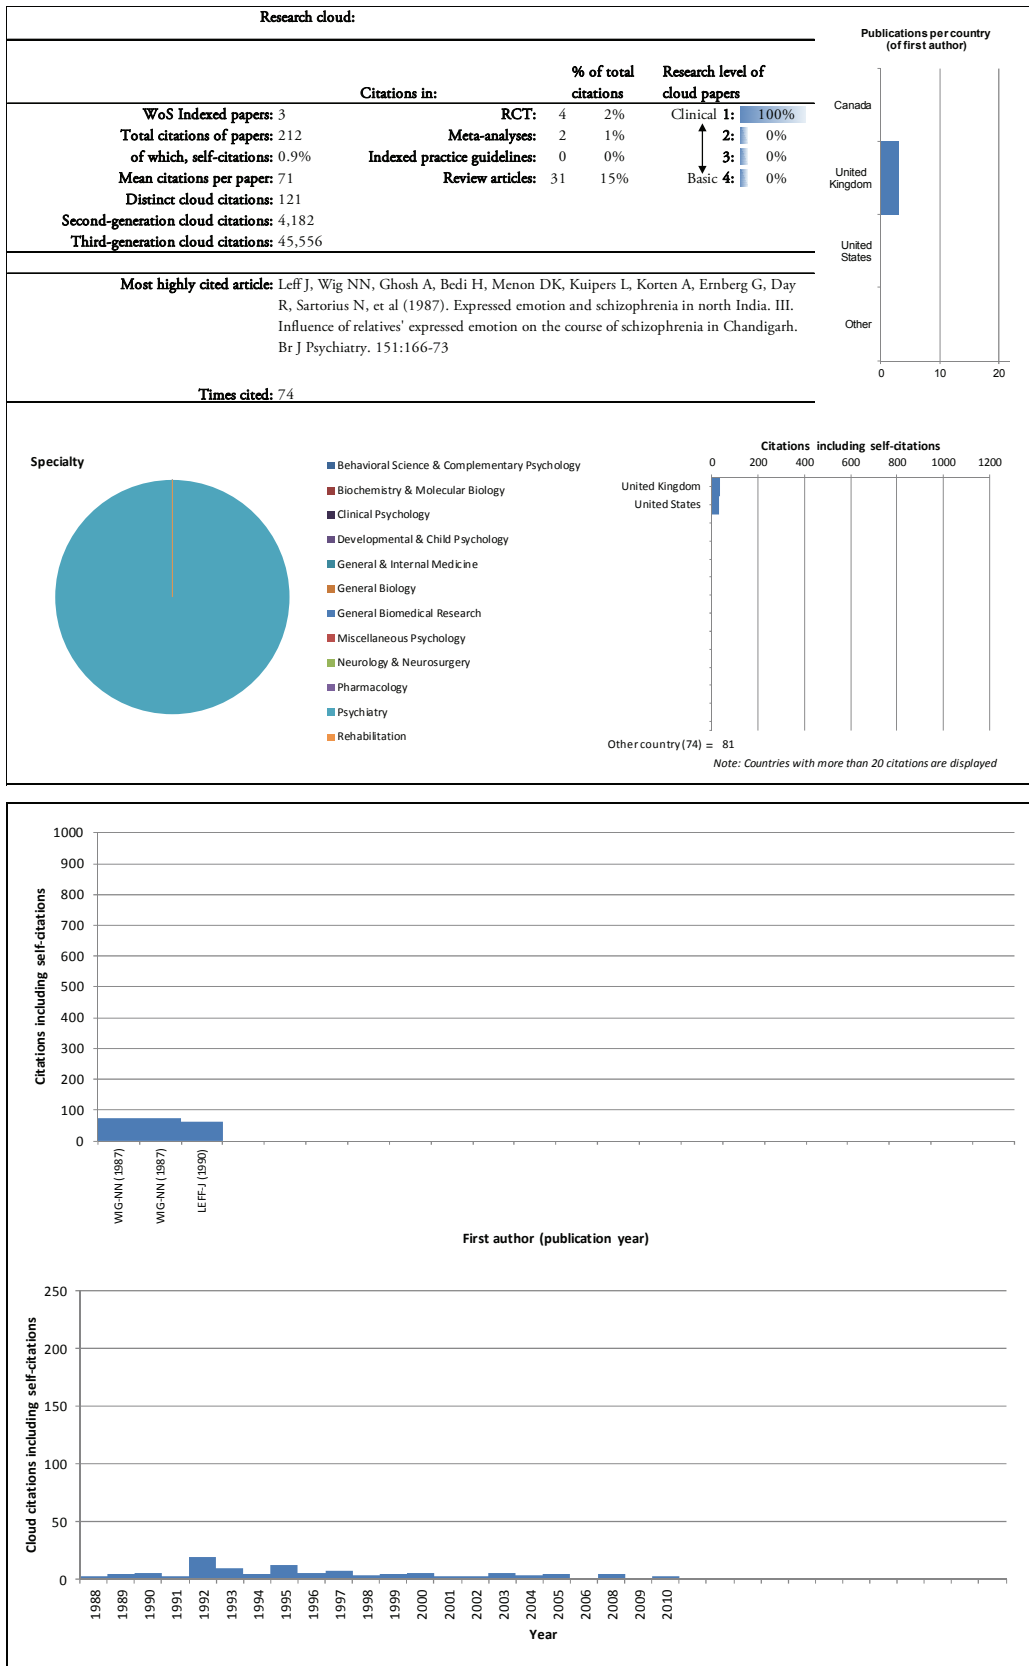 Research cloud:
Citations in:
% of total citations
Research level of cloud papers
WoS Indexed papers: 3
Total citations of papers: 212
of which, self-citations: 0.9%
Mean citations per paper: 71
Distinct cloud citations: 121
Second-generation cloud citations: 4,182
Third-generation cloud citations: 45,556
RCT: 4 2%
Meta-analyses: 2 1%
Indexed practice guidelines: 0 0%
Review articles: 31 15%
Clinical 1: 100%
2: 0%
3: 0%
Basic 4: 0%
Most highly cited article: Leff J, Wig NN, Ghosh A, Bedi H, Menon DK, Kuipers L, Korten A, Ernberg G, Day
R, Sartorius N, et al (1987). Expressed emotion and schizophrenia in north India. III.
Influence of relatives' expressed emotion on the course of schizophrenia in Chandigarh.
Br J Psychiatry. 151:166-73
Times cited: 74
Publications per country
(of first author)
Canada
United
Kingdom
United
States
Other
0 10 20
Specialty
Behavioral Science & Complementary Psychology
Biochemistry & Molecular Biology
Clinical Psychology
Developmental & Child Psychology
General & Internal Medicine
General Biology
General Biomedical Research
Miscellaneous Psychology
Neurology & Neurosurgery
Pharmacology
Psychiatry
Rehabilitation
Citations including self-citations
0 200 400 600 800 1000 1200
United Kingdom
United States
Other country (74) = 81
Note: Countries with more than 20 citations are displayed
Citations including self-citations
1000
900
800
700
600
500
400
300
200
100
0
WIG-NN (1987)
WIG-NN (1987)
LEFF-J (1990)
First author (publication year)
Cloud citations including self-citations
250
200
150
100
50
0
1988
1989
1990
1991
1992
1993
1994
1995
1996
1997
1998
1999
2000
2001
2002
2003
2004
2005
2006
2008
2009
2010
Year